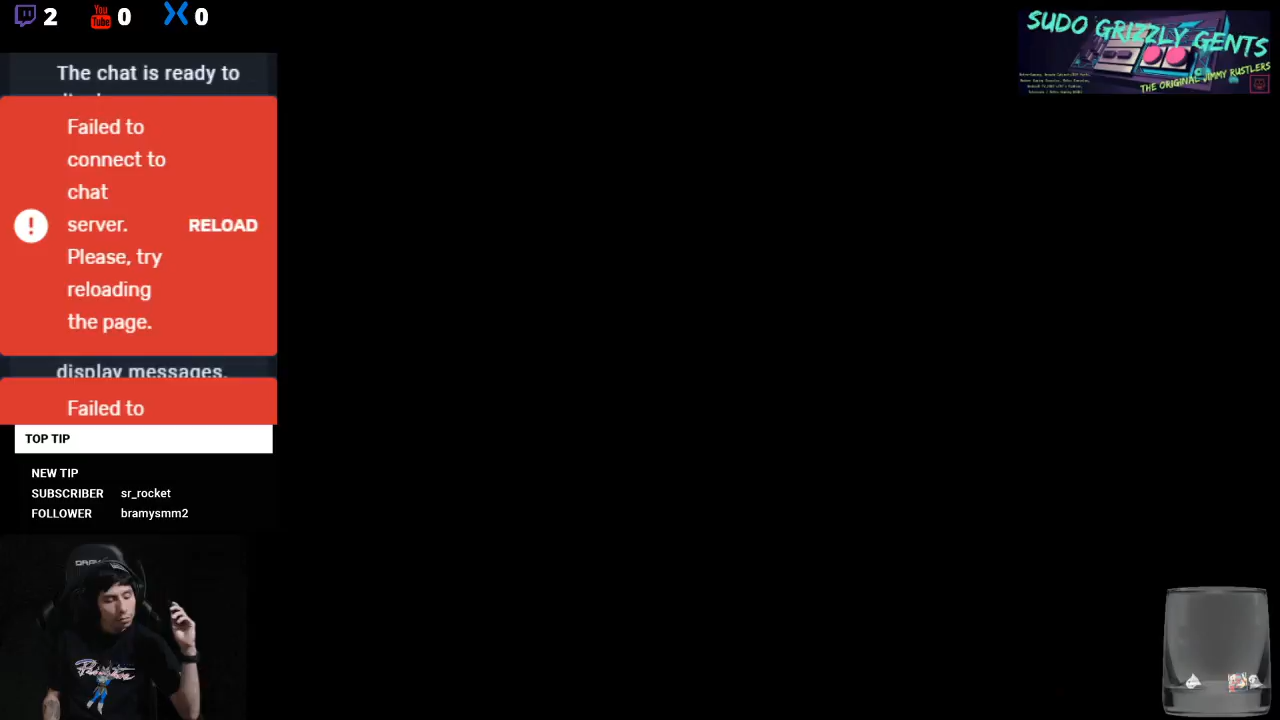 2
You
Tube
0
0
SUDO GRIZZLY GENTS
THE ORIGINAL JIMMY RUSTLERS
The chat is ready to
Failed to
connect to
chat
server.
Please, try
reloading
the page.
!
RELOAD
display messages.
Failed to
TOP TIP
NEW TIP
SUBSCRIBER sr_rocket
FOLLOWER bramysmm2